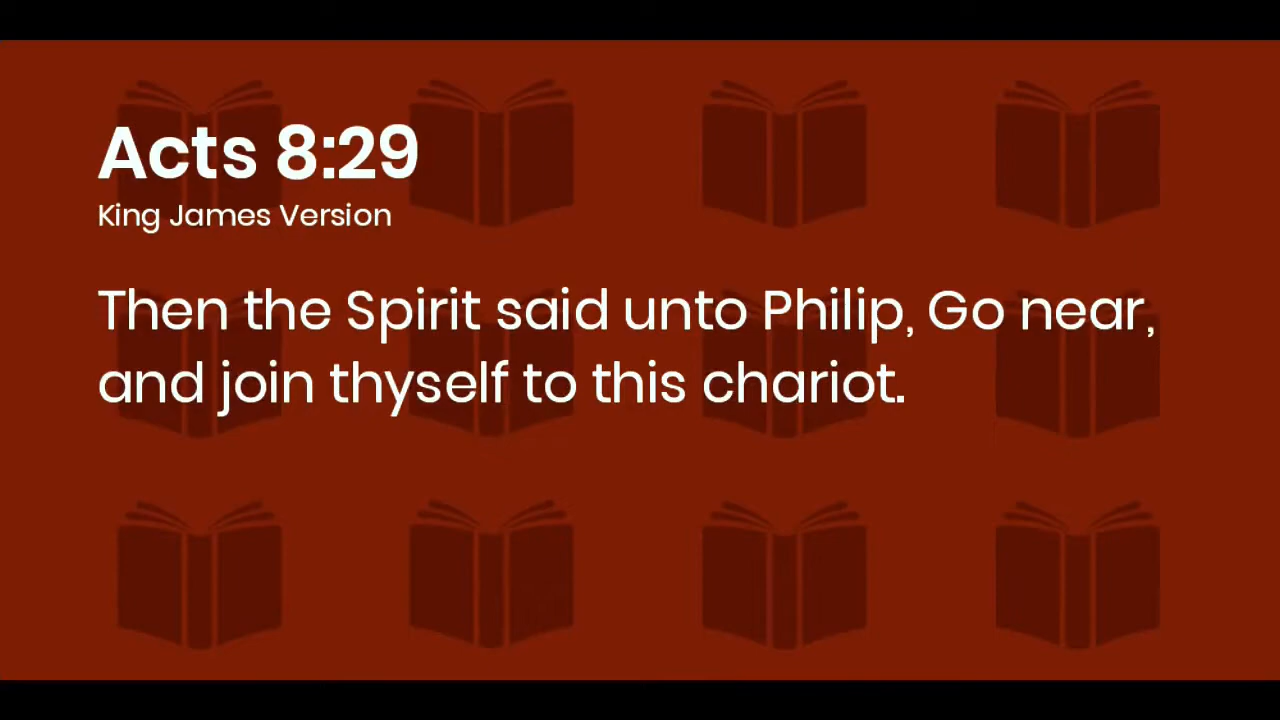 Acts 8:29
King James Version
Then the Spirit said unto Philip, Go near,
and join thyself to this chariot.